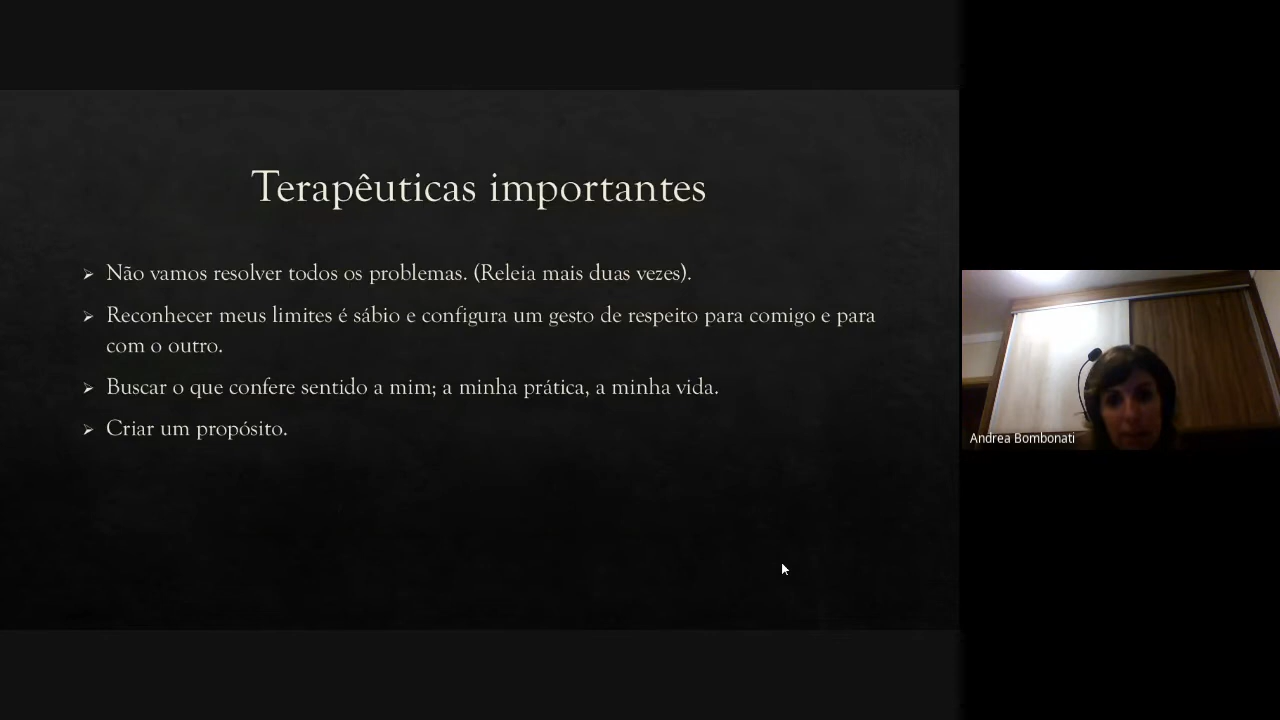 Terapêuticas importantes
Não vamos resolver todos os problemas. (Releia mais duas vezes).
Reconhecer meus limites é sábio e configura um gesto de respeito para comigo e para
com o outro.
Buscar o que confere sentido a mim; a minha prática, a minha vida.
Criar um propósito.
Andrea Bombonati